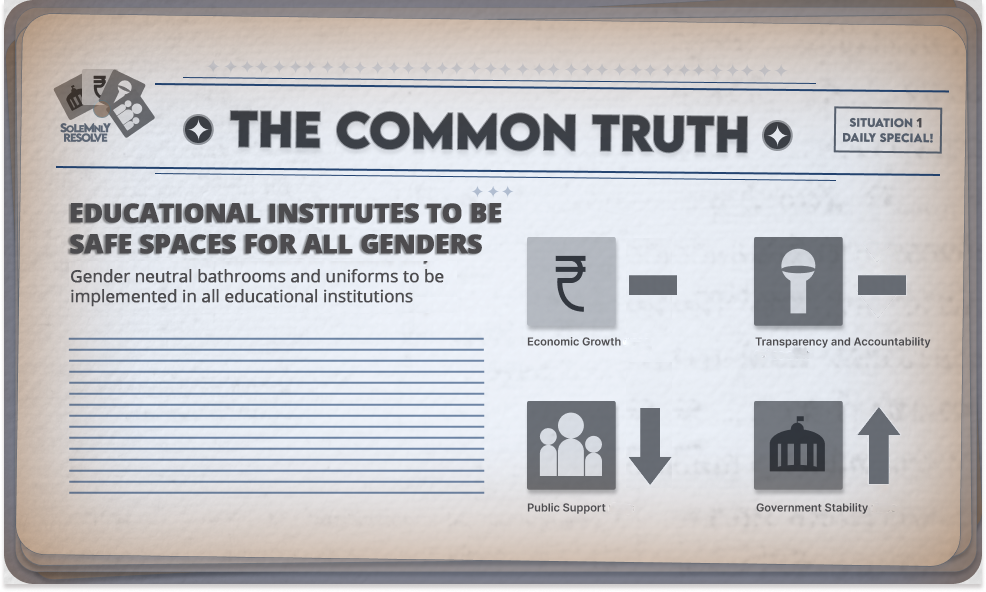 SOLEMNLY
RESOLVE
THE COMMON TRUTH
SITUATION 1
DAILY SPECIAL!
EDUCATIONAL INSTITUTES TO BE
SAFE SPACES FOR ALL GENDERS
Gender neutral bathrooms and uniforms to be
implemented in all educational institutions
₹
Economic Growth
Transparency and Accountability
Public Support
Government Stability